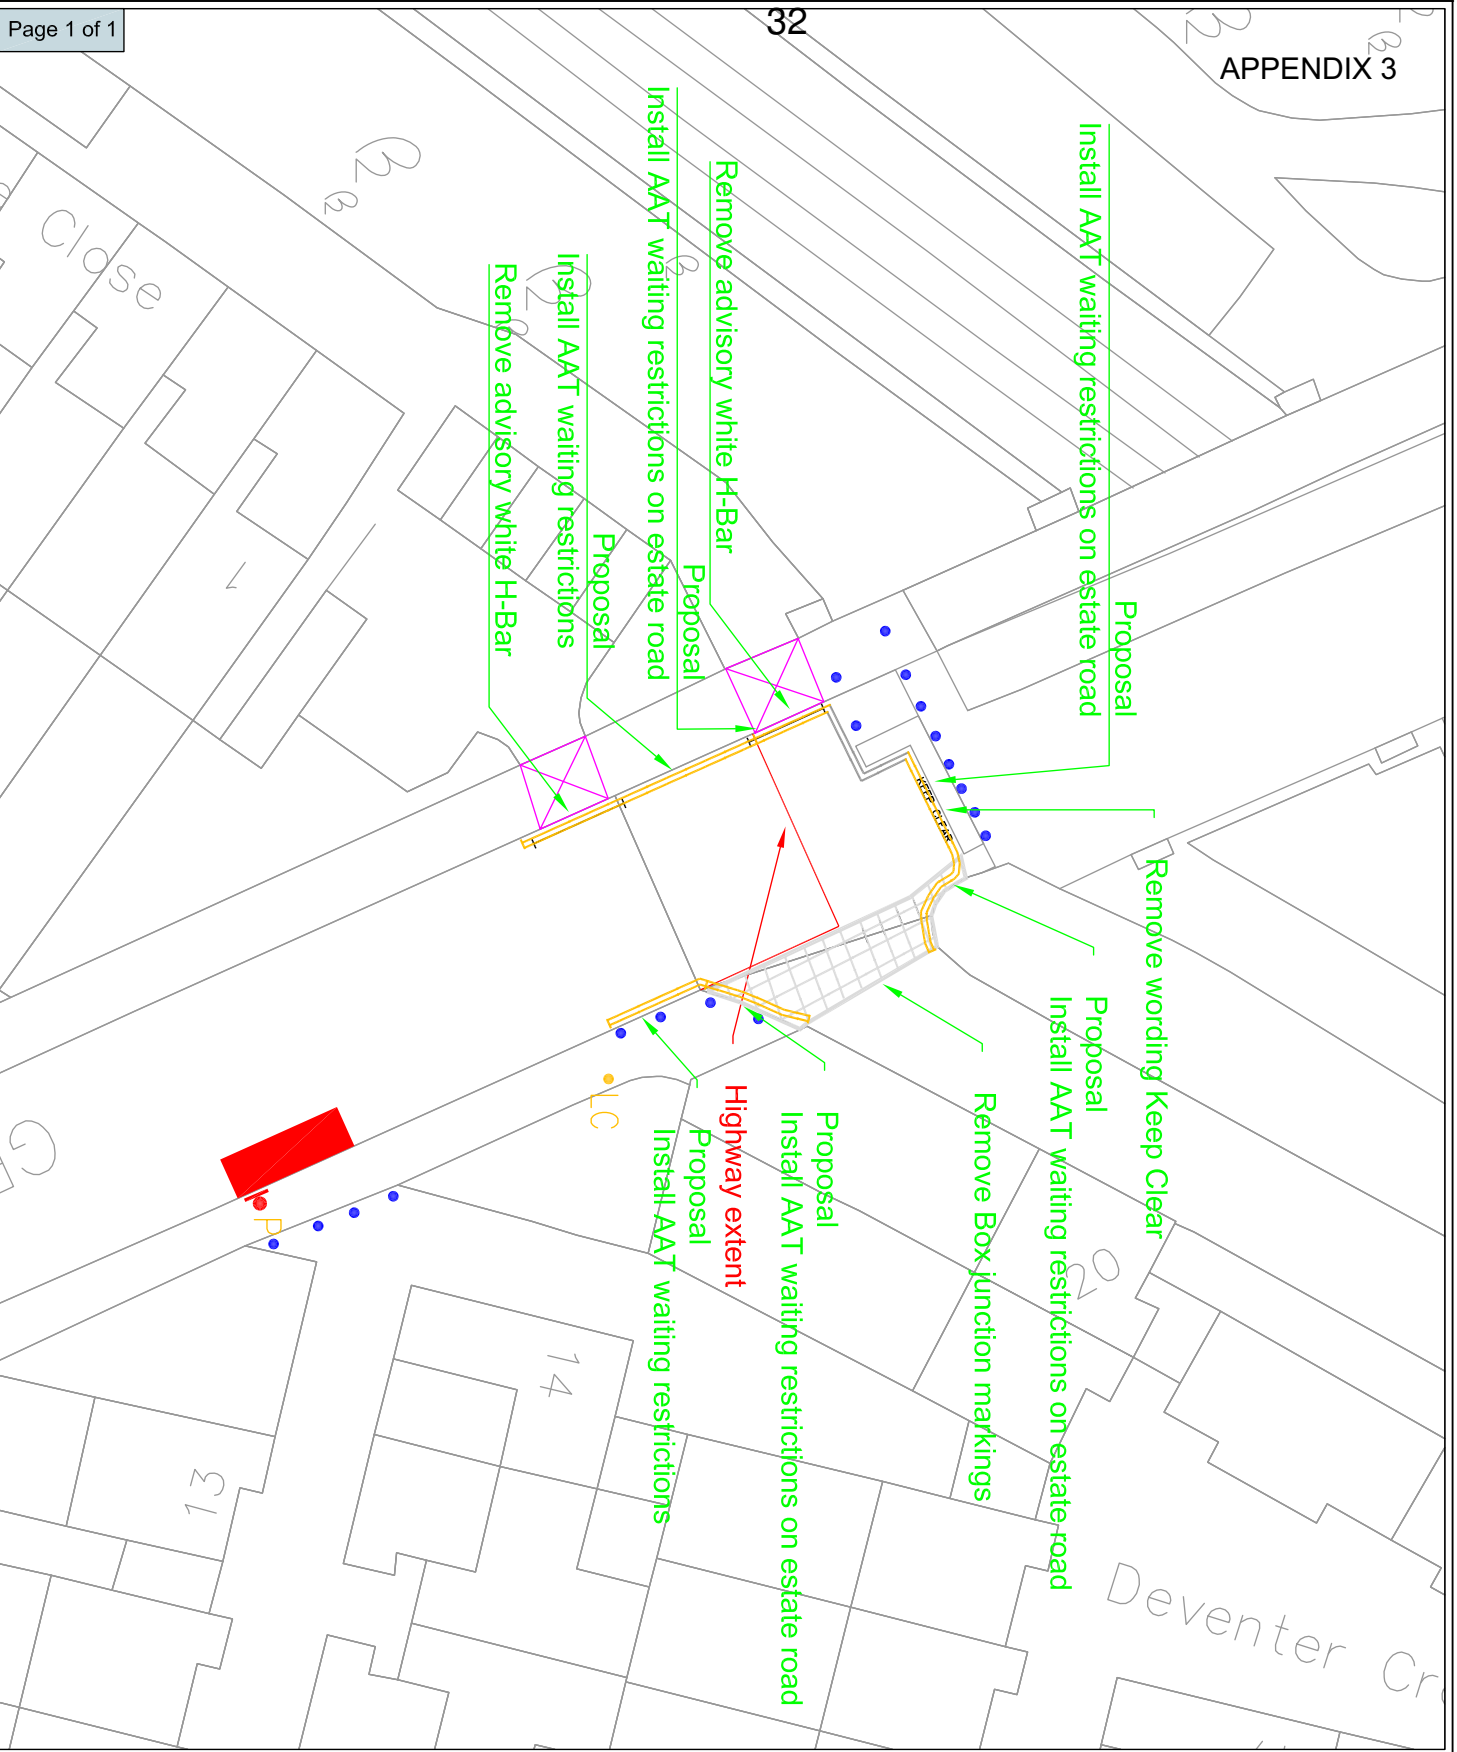 Page 1 of 1
32
APPENDIX 3
Proposal
Install AAT waiting restrictions on estate road
Remove advisory white H-Bar
Proposal
Install AAT waiting restrictions on estate road
Proposal
Install AAT waiting restrictions
Remove advisory white H-Bar
KEEP CLEAR
Remove wording Keep Clear
Proposal
Install AAT waiting restrictions on estate road
Remove Box junction markings
Proposal
Install AAT waiting restrictions on estate road
Highway extent
Proposal
Install AAT waiting restrictions
Close
1
LC
P
20
14
13
Deventer